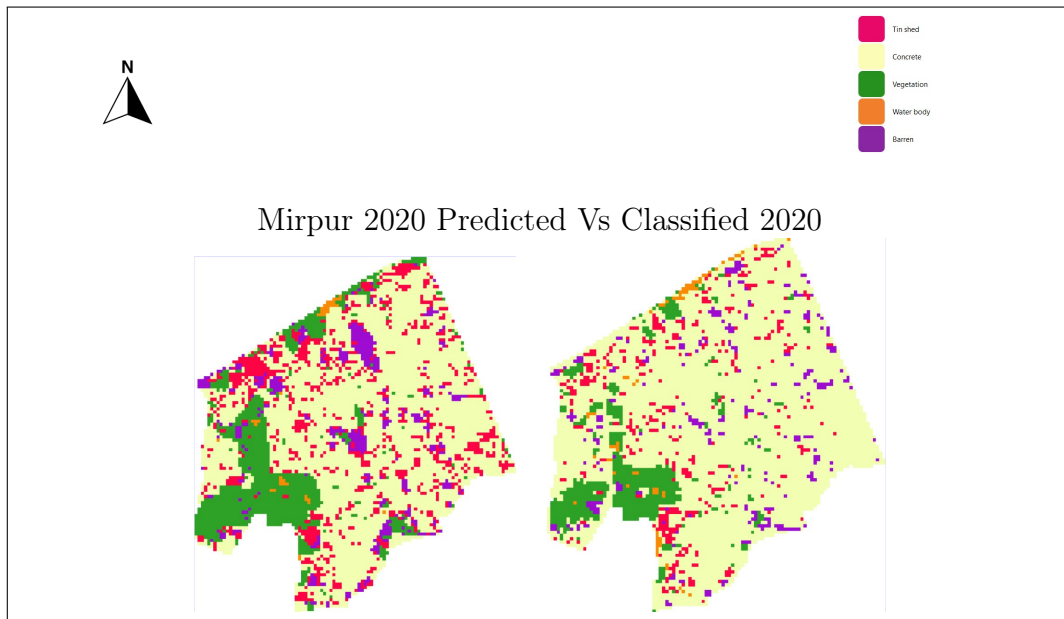 Tin shed
Concrete
Vegetation
Water body
Barren
N
Mirpur 2020 Predicted Vs Classified 2020